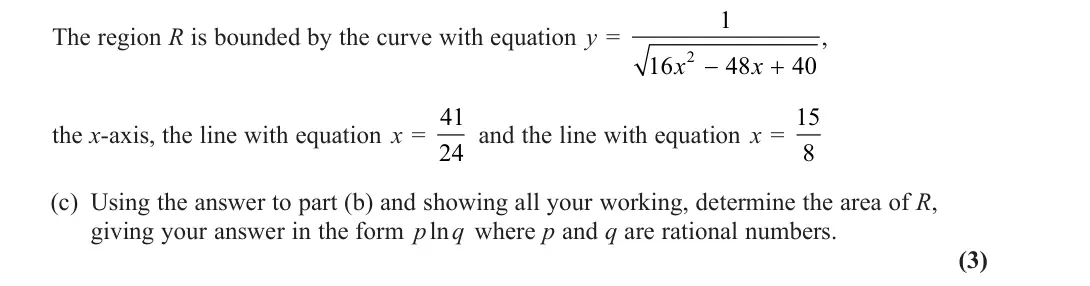 The region R is bounded by the curve with equation y = 1/√(16x² − 48x + 40),
the x-axis, the line with equation x = 41/24 and the line with equation x = 15/8
(c) Using the answer to part (b) and showing all your working, determine the area of R,
giving your answer in the form p ln q where p and q are rational numbers.
(3)